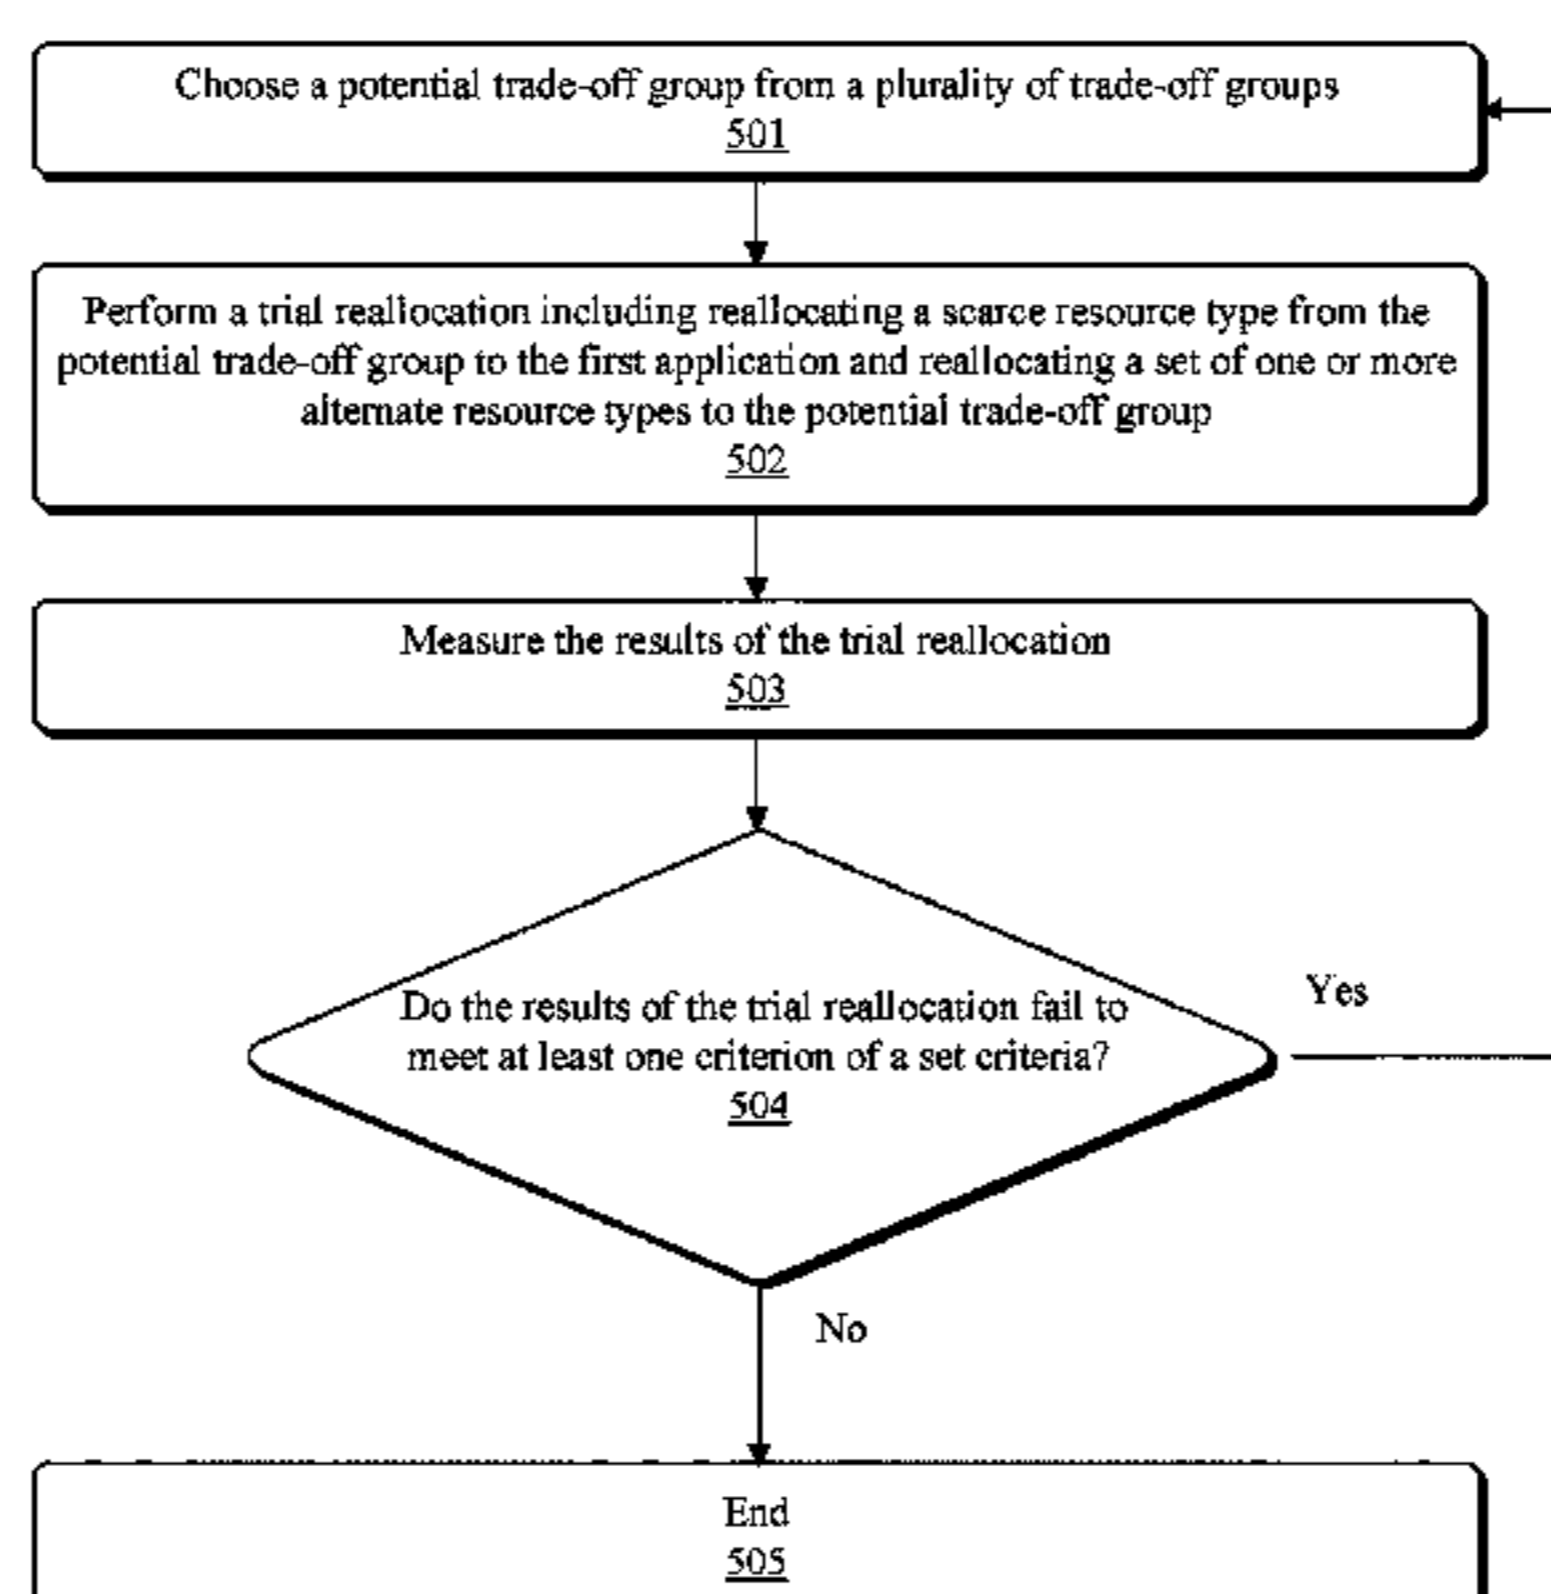 Choose a potential trade-off group from a plurality of trade-off groups
501
Perform a trial reallocation including reallocating a scarce resource type from the
potential trade-off group to the first application and reallocating a set of one or more
alternate resource types to the potential trade-off group
502
Measure the results of the trial reallocation
503
Do the results of the trial reallocation fail to
meet at least one criterion of a set criteria?
504
Yes
No
End
505